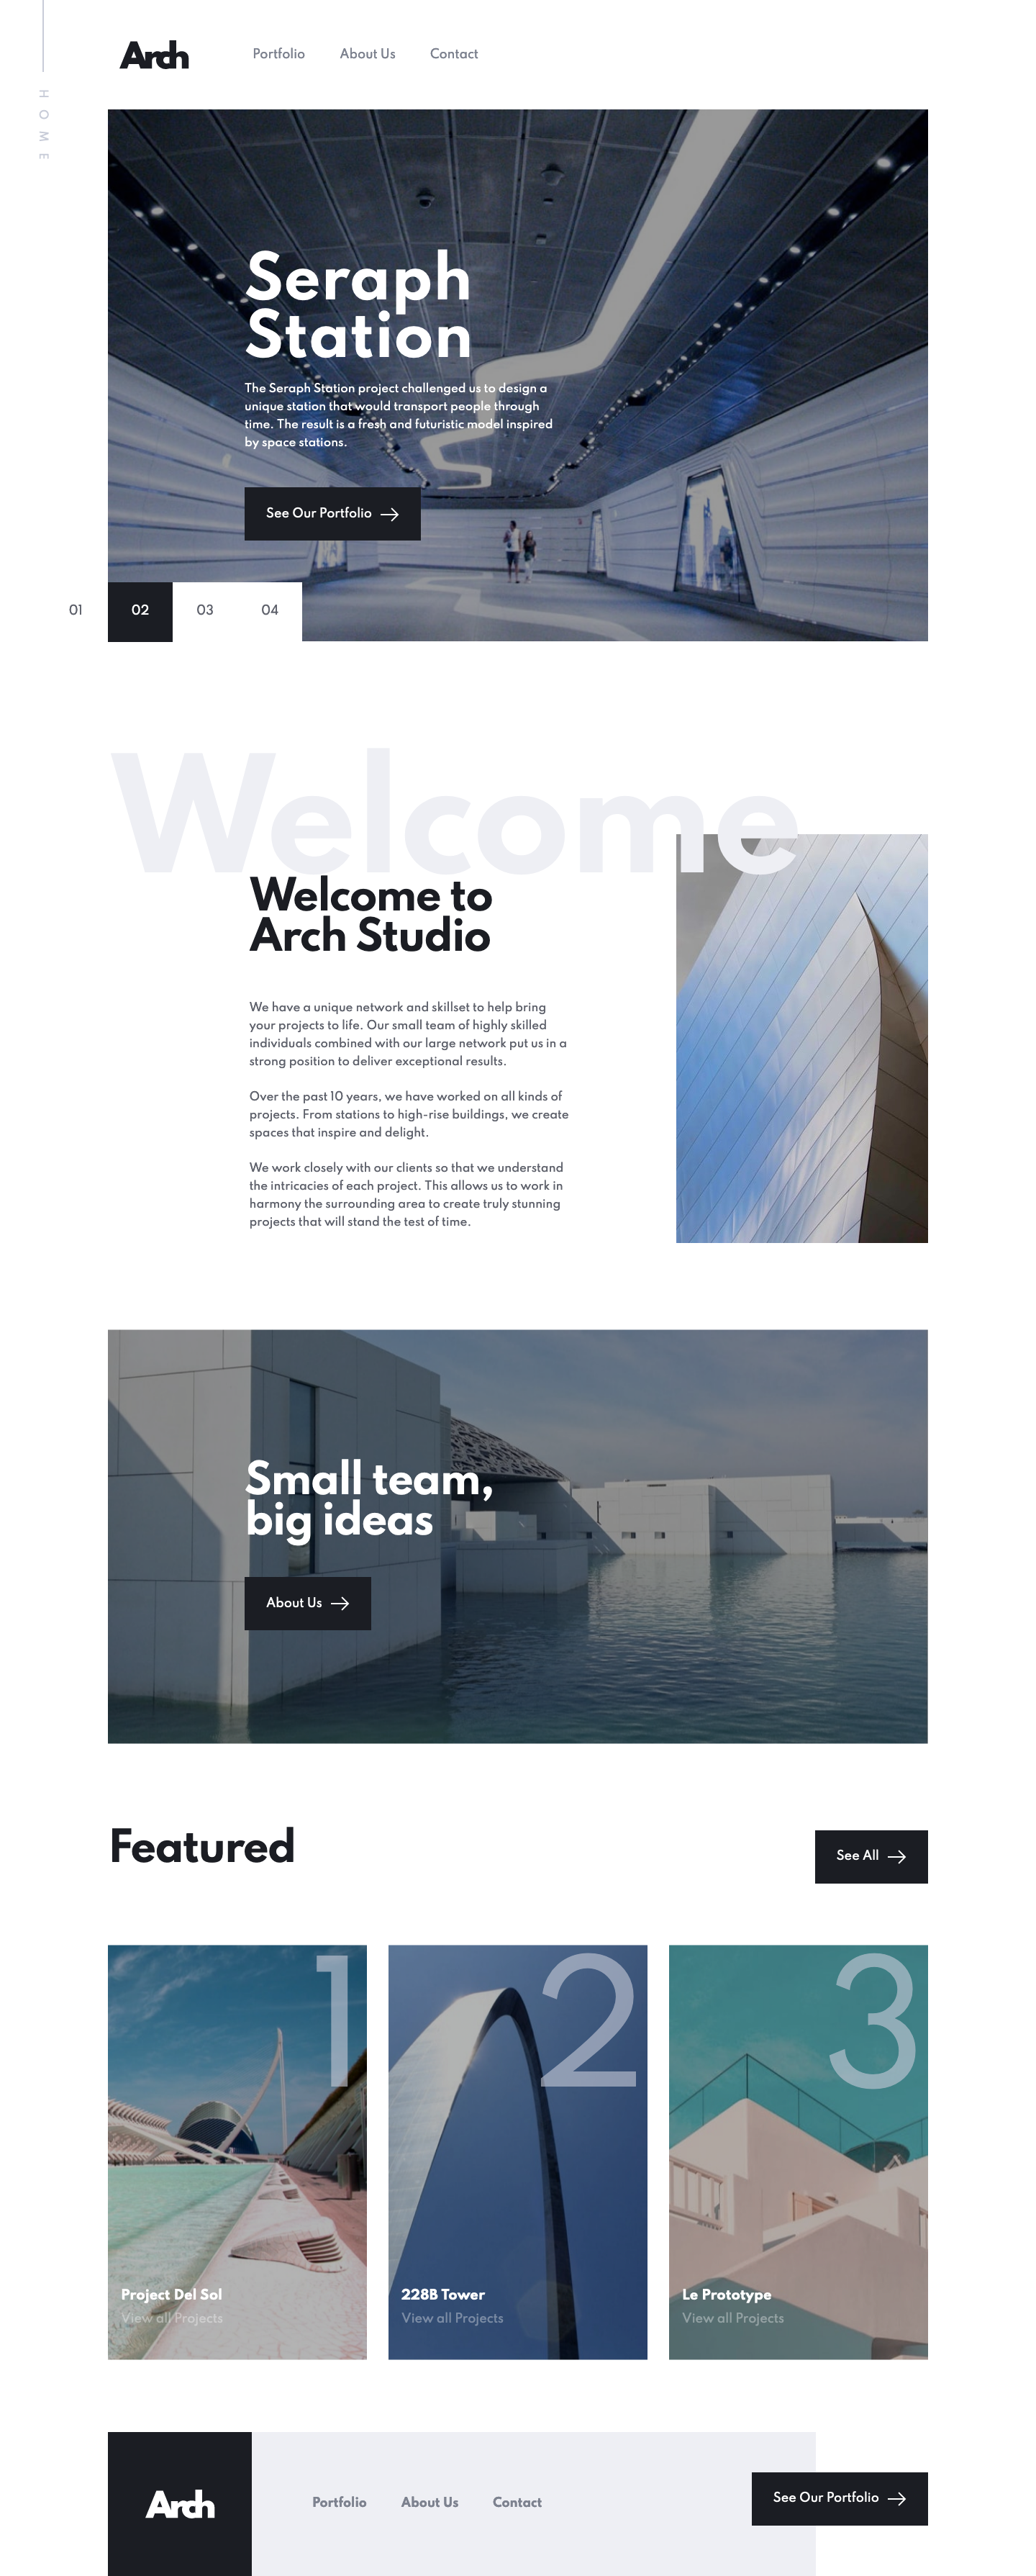 HOME
Arch
Portfolio About Us Contact
Seraph
Station
The Seraph Station project challenged us to design a
unique station that would transport people through
time. The result is a fresh and futuristic model inspired
by space stations.
See Our Portfolio
01 02 03 04
Welcome
Welcome to
Arch Studio
We have a unique network and skillset to help bring
your projects to life. Our small team of highly skilled
individuals combined with our large network put us in a
strong position to deliver exceptional results.
Over the past 10 years, we have worked on all kinds of
projects. From stations to high-rise buildings, we create
spaces that inspire and delight.
We work closely with our clients so that we understand
the intricacies of each project. This allows us to work in
harmony the surrounding area to create truly stunning
projects that will stand the test of time.
Small team,
big ideas
About Us
Featured
See All
1
Project Del Sol
View all Projects
2
228B Tower
View all Projects
3
Le Prototype
View all Projects
Arch
Portfolio About Us Contact
See Our Portfolio